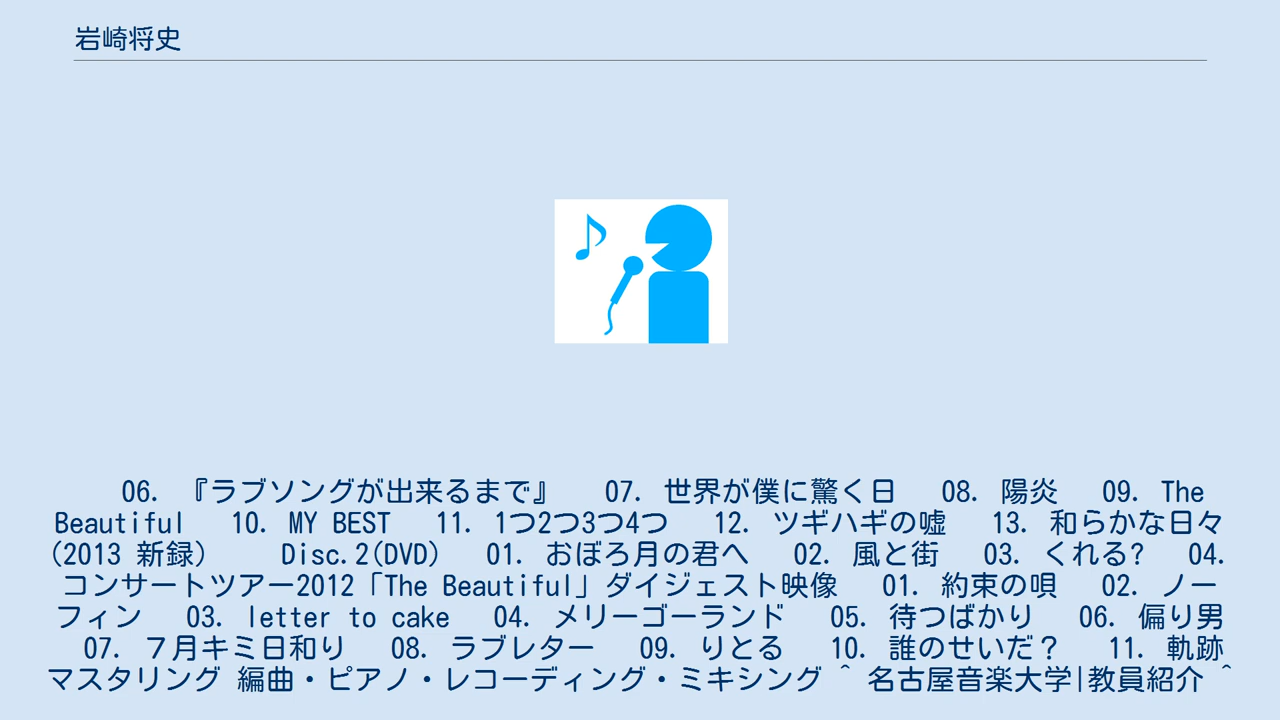 岩崎将史
06. 『ラブソングが出来るまで』 07. 世界が僕に驚く日 08. 陽炎 09. The
Beautiful 10. MY BEST 11. 1つ2つ3つ4つ 12. ツギハギの嘘 13. 和らかな日々
(2013 新録) Disc.2(DVD) 01. おぼろ月の君へ 02. 風と街 03. くれる? 04.
コンサートツアー2012「The Beautiful」ダイジェスト映像 01. 約束の唄 02. ノー
フィン 03. letter to cake 04. メリーゴーランド 05. 待つばかり 06. 偏り男
07. 7月キミ日和り 08. ラブレター 09. りとる 10. 誰のせいだ？ 11. 軌跡
マスタリング 編曲・ピアノ・レコーディング・ミキシング ^ 名古屋音楽大学|教員紹介 ^